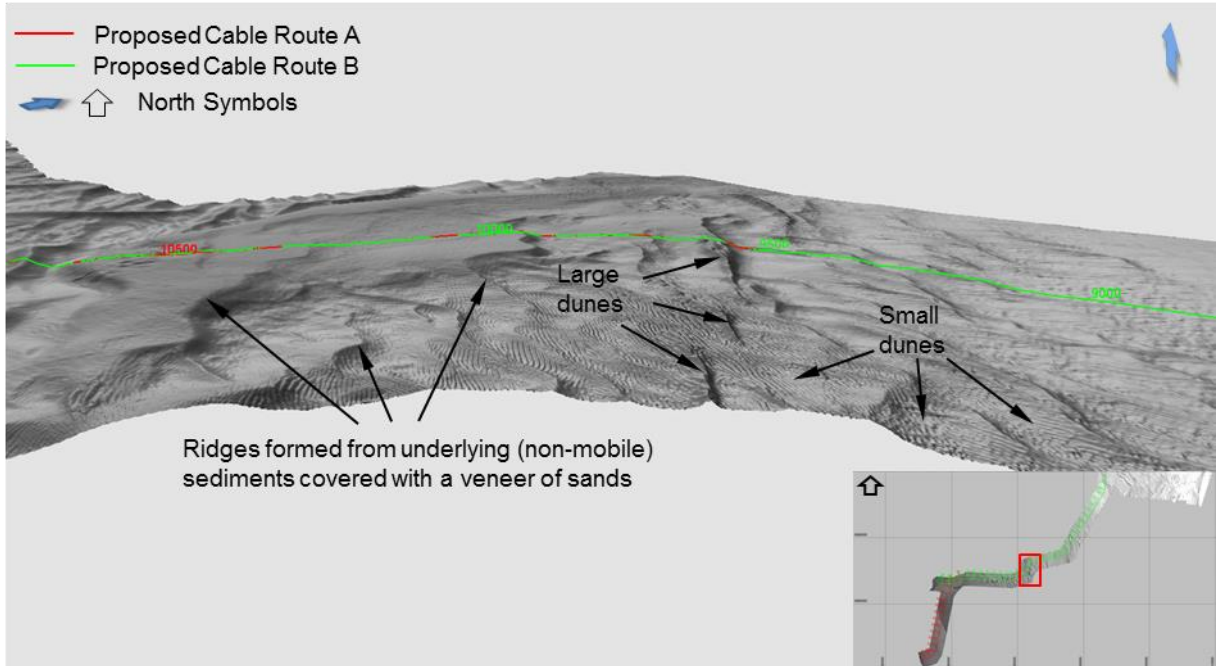 Proposed Cable Route A
Proposed Cable Route B
North Symbols
10500
9500
9000
Large
dunes
Small
dunes
Ridges formed from underlying (non-mobile)
sediments covered with a veneer of sands